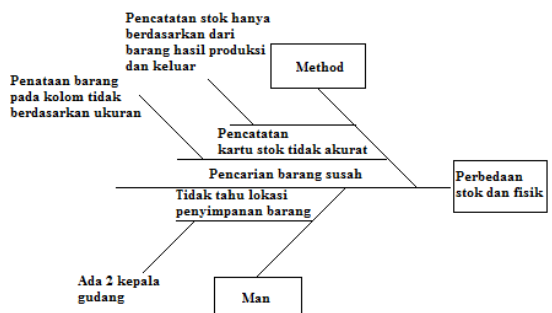 Pencatatan stok hanya
berdasarkan dari
barang hasil produksi
dan keluar
Method
Penataan barang
pada kolom tidak
berdasarkan ukuran
Pencatatan
kartu stok tidak akurat
Pencarian barang susah
Perbedaan
stok dan fisik
Tidak tahu lokasi
penyimpanan barang
Ada 2 kepala
gudang
Man